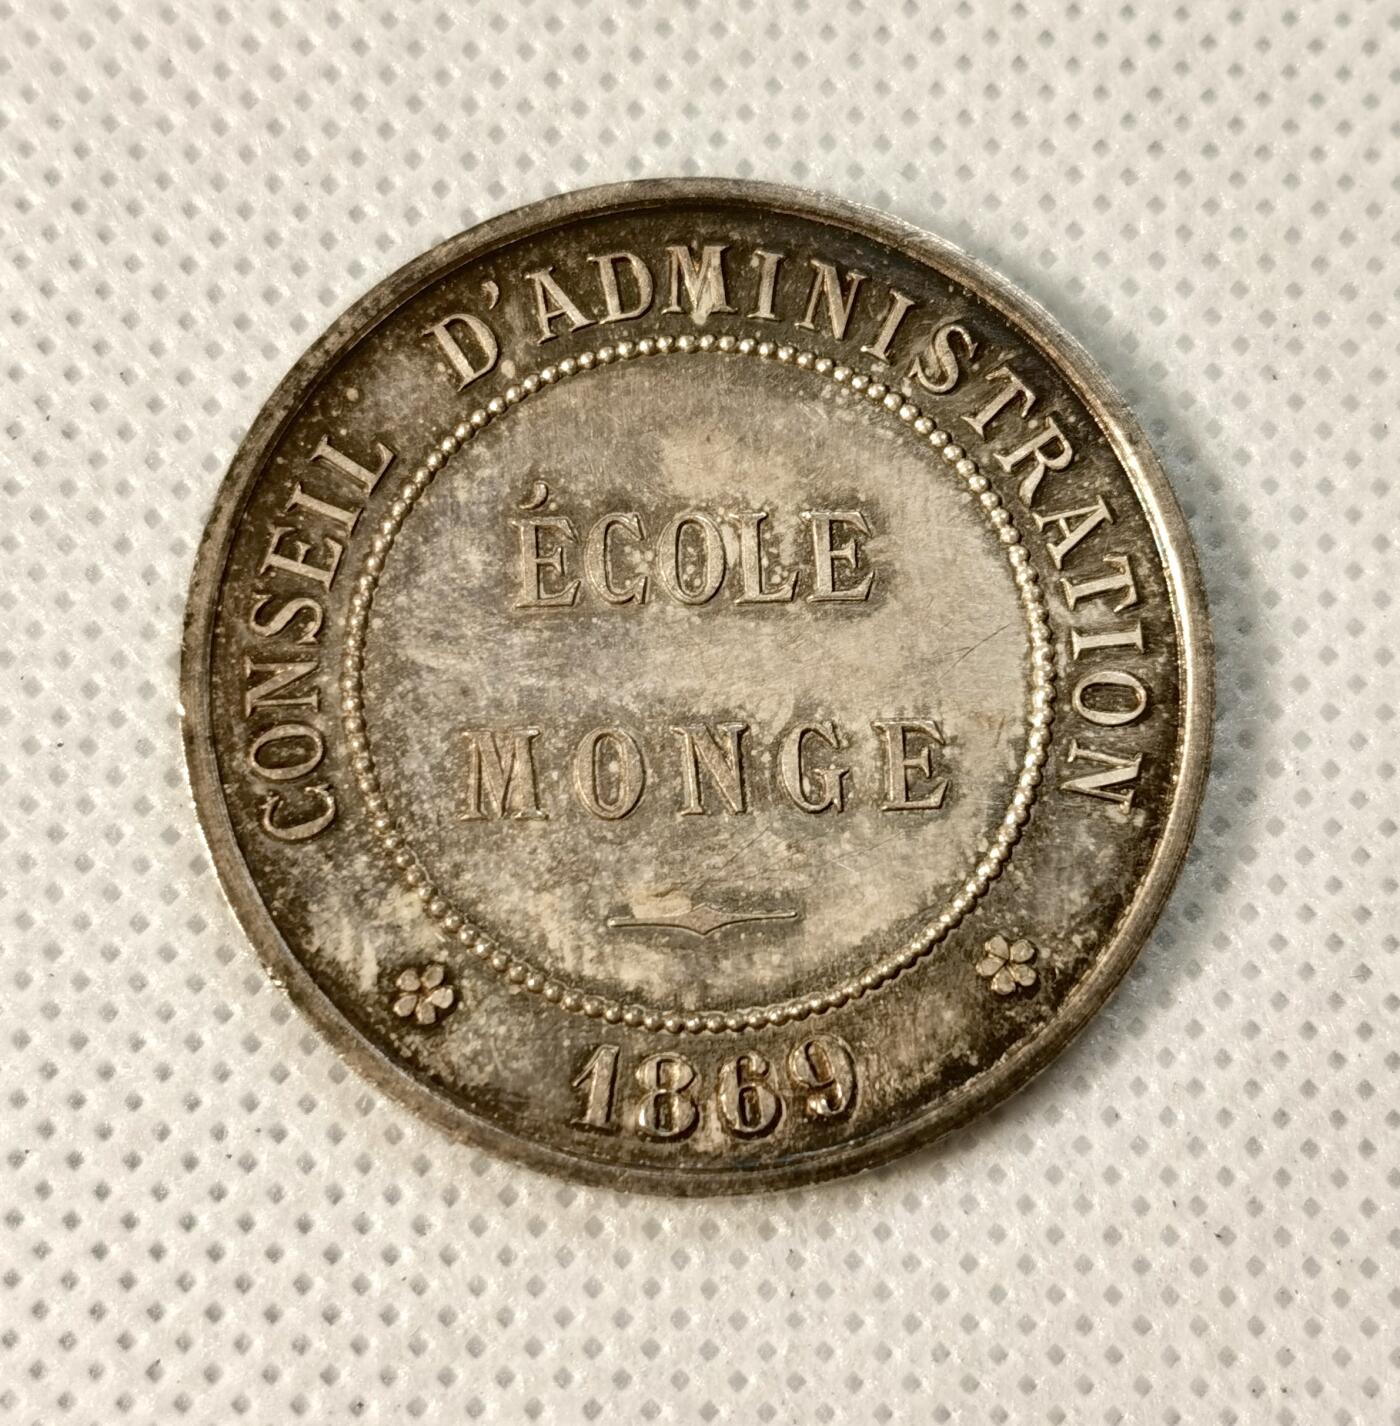 CONSEIL D'ADMINISTRATION
ÉCOLE
MONGE
1869